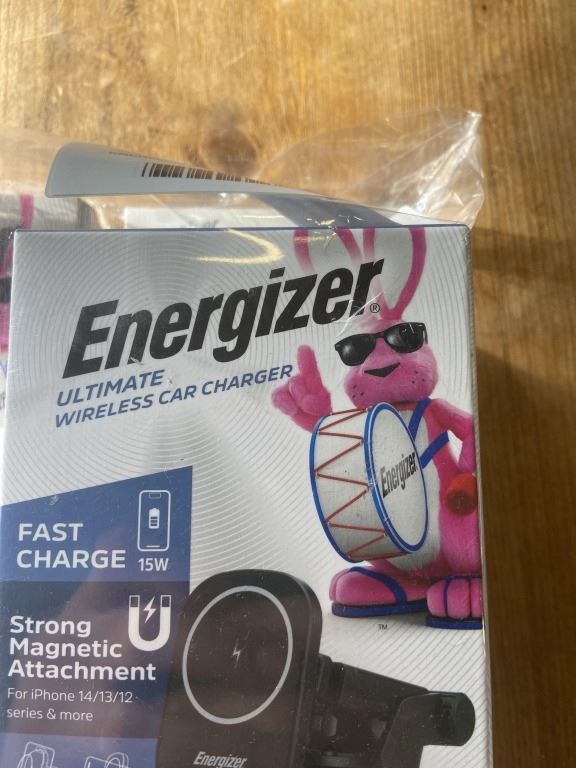 Energizer®
ULTIMATE
WIRELESS CAR CHARGER
Energizer
FAST
CHARGE
15W
TM
Strong
Magnetic
Attachment
For iPhone 14/13/12
series & more
Energizer